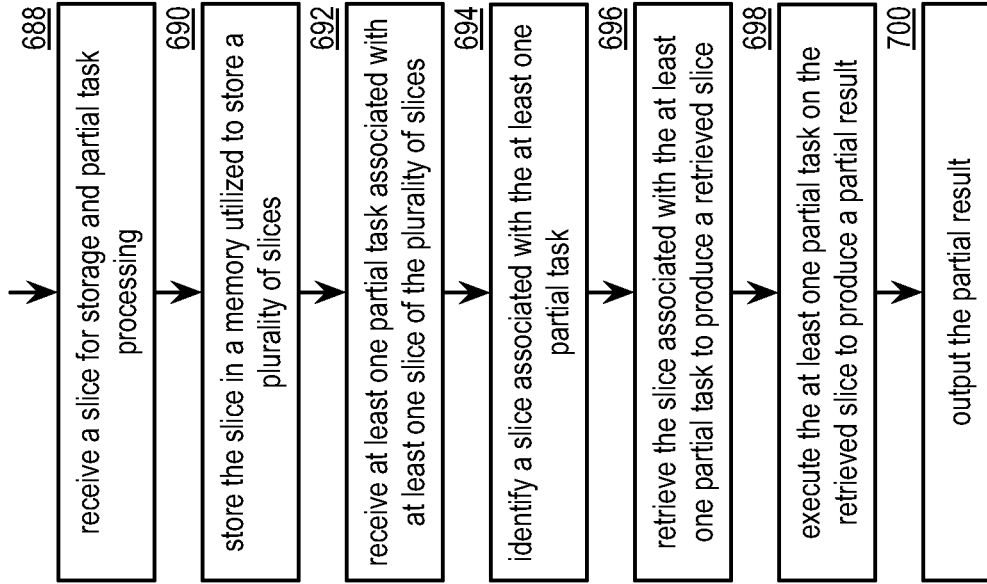 688
receive a slice for storage and partial task
processing
690
store the slice in a memory utilized to store a
plurality of slices
692
receive at least one partial task associated with
at least one slice of the plurality of slices
694
identify a slice associated with the at least one
partial task
696
retrieve the slice associated with the at least
one partial task to produce a retrieved slice
698
execute the at least one partial task on the
retrieved slice to produce a partial result
700
output the partial result